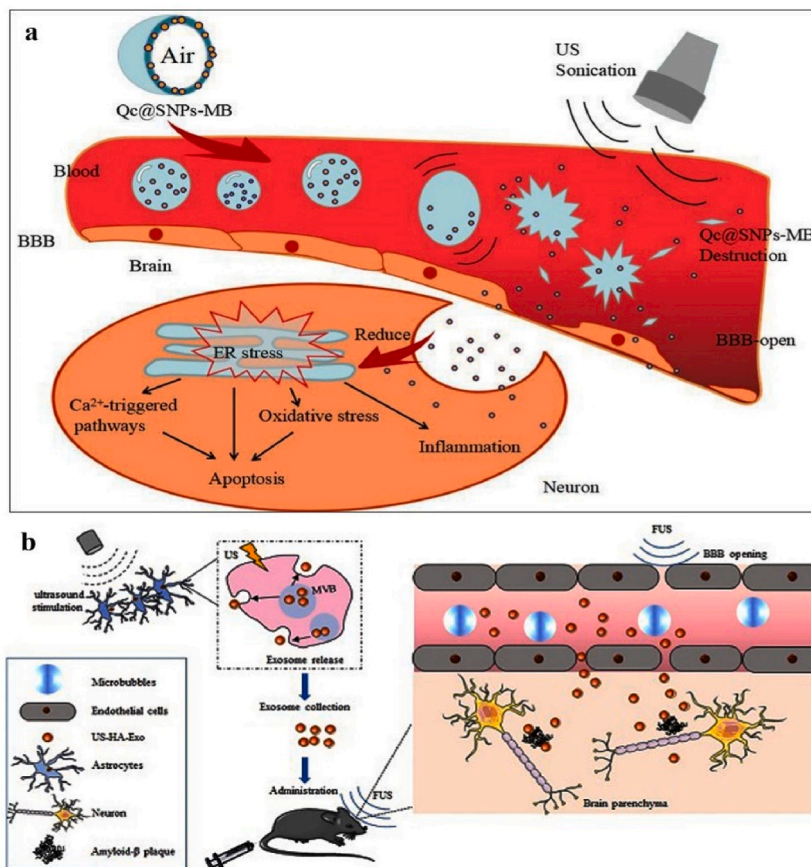 a
Air
Qc@SNPs-MB
US
Sonication
Blood
BBB
Brain
Qc@SNPs-MB
Destruction
BBB-open
Reduce
ER stress
Ca²⁺-triggered
pathways
Oxidative stress
Inflammation
Apoptosis
Neuron
b
ultrasound
stimulation
US
MVB
Exosome release
Exosome collection
Administration
FUS
FUS
BBB opening
Brain parenchyma
Microbubbles
Endothelial cells
US-HA-Exo
Astrocytes
Neuron
Amyloid-β plaque